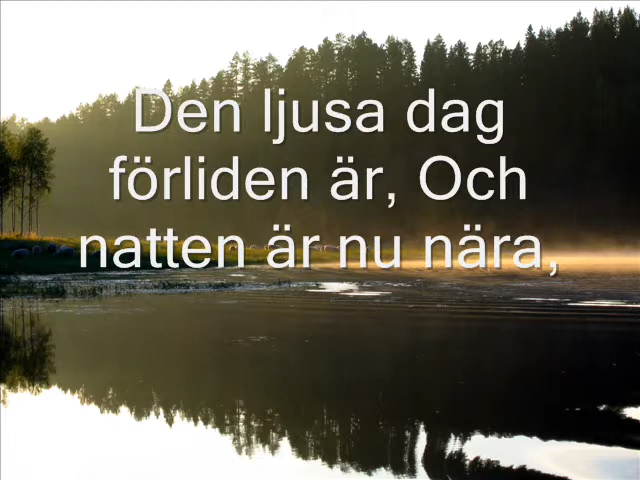 Den ljusa dag
förliden är, Och
natten är nu nära,